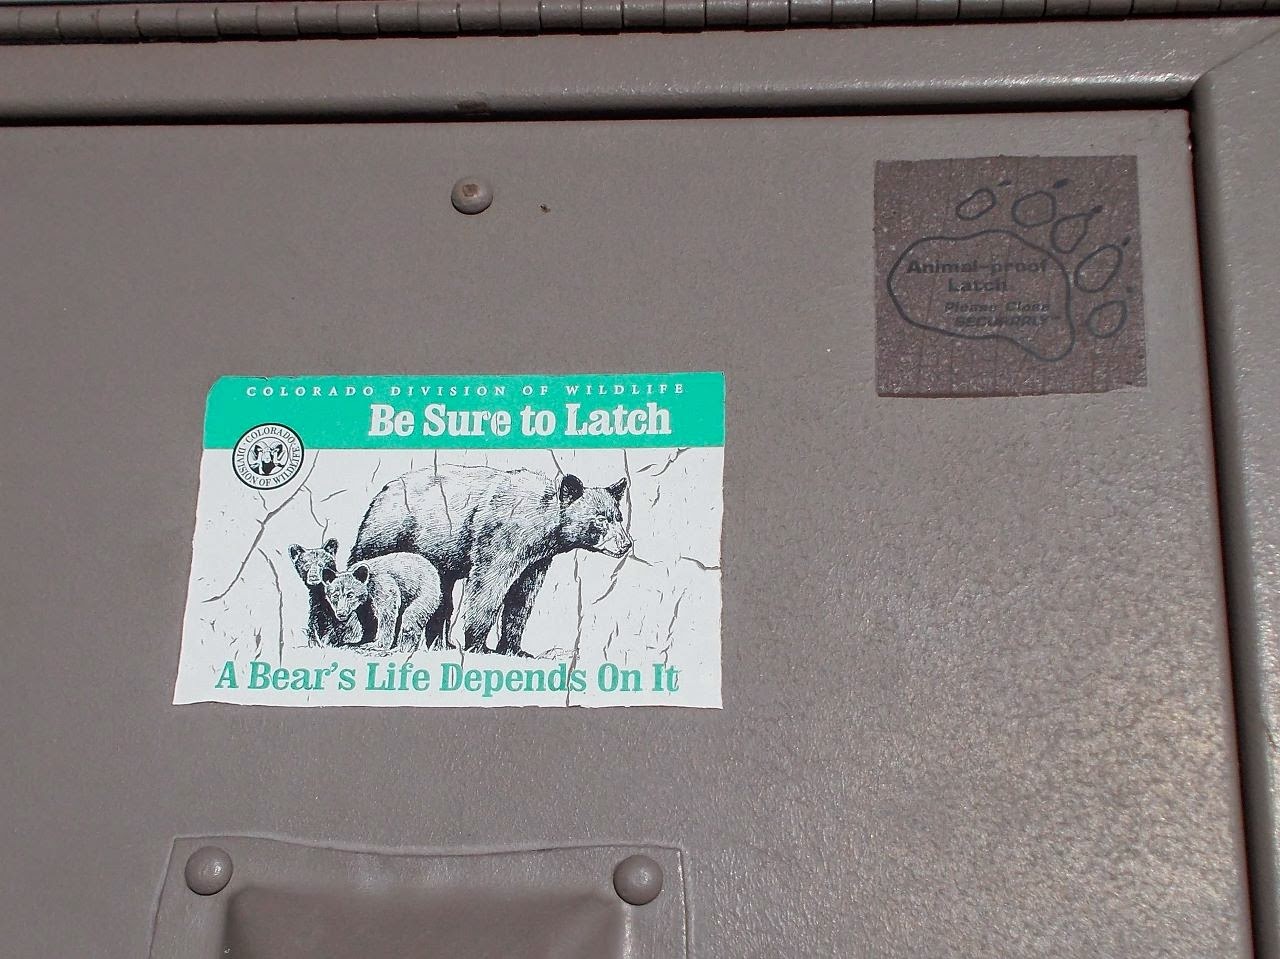 COLORADO DIVISION OF WILDLIFE
Be Sure to Latch
COLORADO
DIVISION OF WILDLIFE
A Bear's Life Depends On It
Animal-proof
Latch
Please Close
SECURRRLY